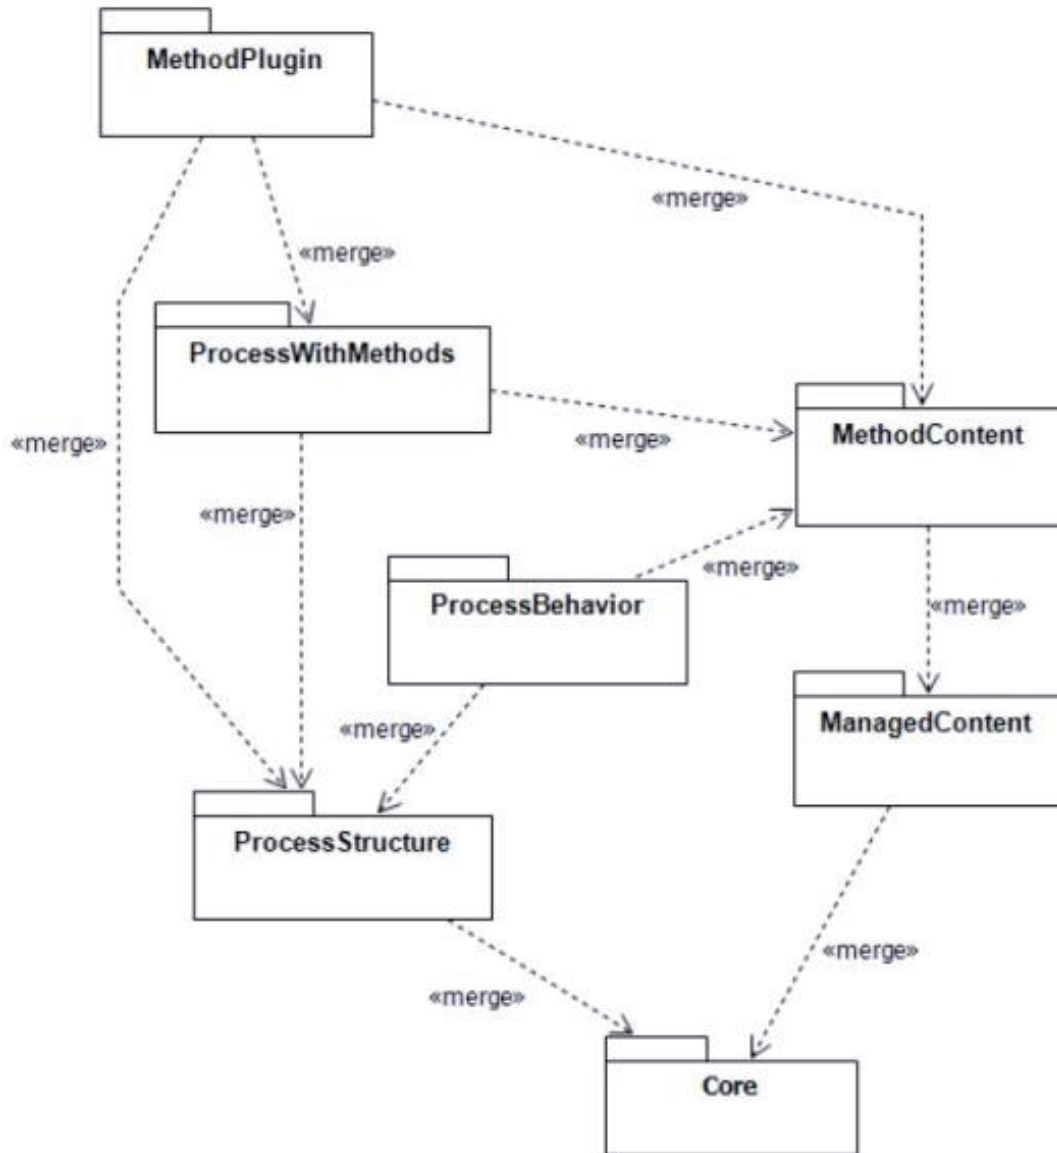 MethodPlugin
«merge»
«merge»
ProcessWithMethods
«merge»
«merge»
MethodContent
«merge»
«merge»
ProcessBehavior
«merge»
«merge»
ManagedContent
ProcessStructure
«merge»
«merge»
Core